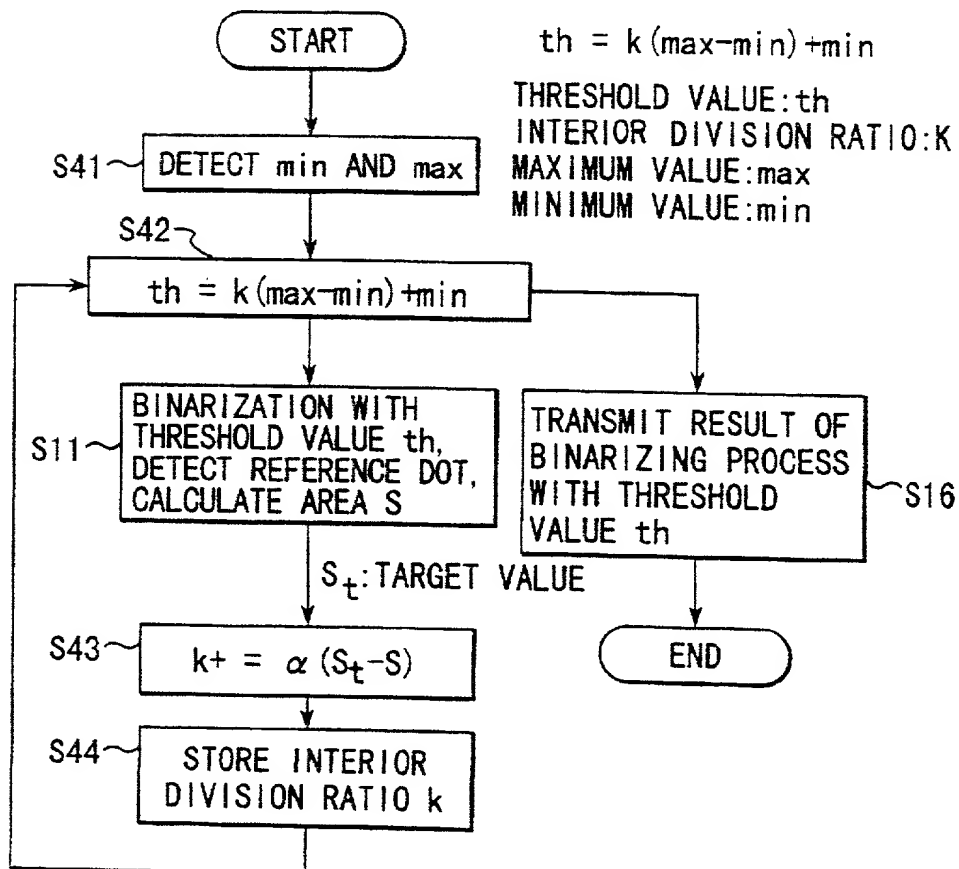 START
th = k(max-min)+min
THRESHOLD VALUE:th
INTERIOR DIVISION RATIO:K
MAXIMUM VALUE:max
MINIMUM VALUE:min
S41
DETECT min AND max
S42
th = k(max-min)+min
S11
BINARIZATION WITH
THRESHOLD VALUE th,
DETECT REFERENCE DOT,
CALCULATE AREA S
TRANSMIT RESULT OF
BINARIZING PROCESS
WITH THRESHOLD
VALUE th
S16
St:TARGET VALUE
S43
k+ = α(St-S)
END
S44
STORE INTERIOR
DIVISION RATIO k